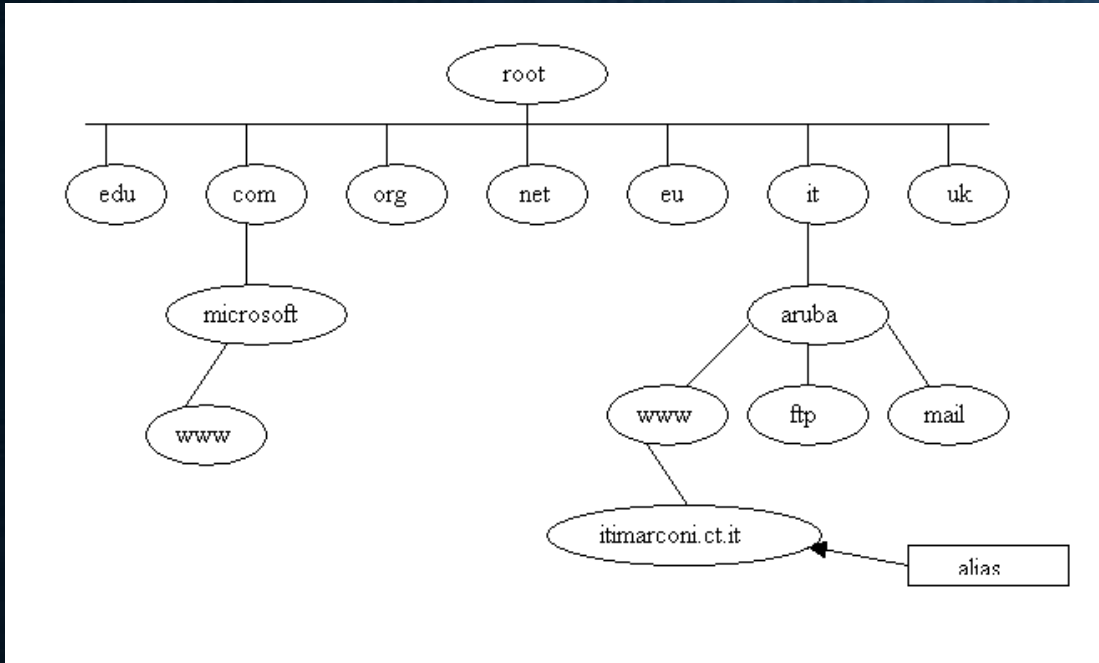 root
edu com org net eu it uk
microsoft aruba
www ftp mail
www
itimarconi.ct.it
alias